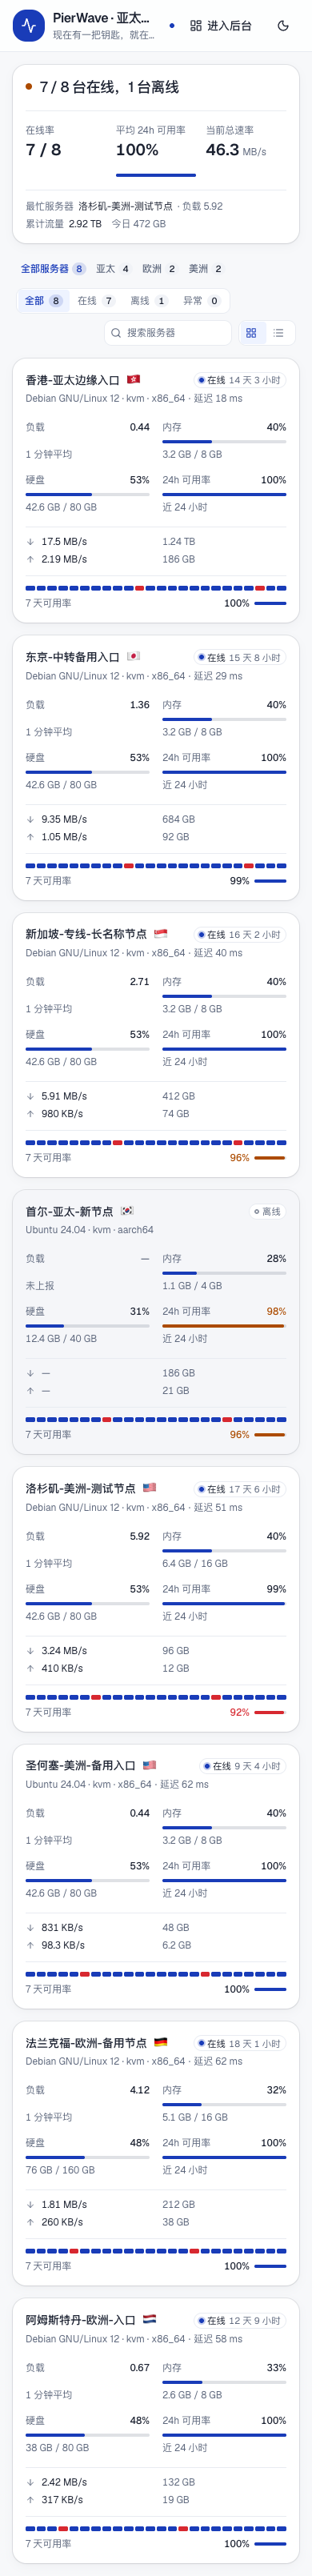 PierWave · 亚太...
现在有一把钥匙，就在...
进入后台
7 / 8 台在线，1 台离线
在线率 平均 24h 可用率 当前总速率
7 / 8 100% 46.3 MB/s
最忙服务器 洛杉矶-美洲-测试节点 · 负载 5.92
累计流量 2.92 TB 今日 472 GB
全部服务器 8 亚太 4 欧洲 2 美洲 2
全部 8 在线 7 离线 1 异常 0
搜索服务器
香港-亚太边缘入口 在线 14 天 3 小时
Debian GNU/Linux 12 · kvm · x86_64 · 延迟 18 ms
负载 0.44 内存 40%
1 分钟平均 3.2 GB / 8 GB
硬盘 53% 24h 可用率 100%
42.6 GB / 80 GB 近 24 小时
↓ 17.5 MB/s 1.24 TB
↑ 2.19 MB/s 186 GB
7 天可用率 100%
东京-中转备用入口 在线 15 天 8 小时
Debian GNU/Linux 12 · kvm · x86_64 · 延迟 29 ms
负载 1.36 内存 40%
1 分钟平均 3.2 GB / 8 GB
硬盘 53% 24h 可用率 100%
42.6 GB / 80 GB 近 24 小时
↓ 9.35 MB/s 684 GB
↑ 1.05 MB/s 92 GB
7 天可用率 99%
新加坡-专线-长名称节点 在线 16 天 2 小时
Debian GNU/Linux 12 · kvm · x86_64 · 延迟 40 ms
负载 2.71 内存 40%
1 分钟平均 3.2 GB / 8 GB
硬盘 53% 24h 可用率 100%
42.6 GB / 80 GB 近 24 小时
↓ 5.91 MB/s 412 GB
↑ 980 KB/s 74 GB
7 天可用率 96%
首尔-亚太-新节点 离线
Ubuntu 24.04 · kvm · aarch64
负载 — 内存 28%
未上报 1.1 GB / 4 GB
硬盘 31% 24h 可用率 98%
12.4 GB / 40 GB 近 24 小时
↓ — 186 GB
↑ — 21 GB
7 天可用率 96%
洛杉矶-美洲-测试节点 在线 17 天 6 小时
Debian GNU/Linux 12 · kvm · x86_64 · 延迟 51 ms
负载 5.92 内存 40%
1 分钟平均 6.4 GB / 16 GB
硬盘 53% 24h 可用率 99%
42.6 GB / 80 GB 近 24 小时
↓ 3.24 MB/s 96 GB
↑ 410 KB/s 12 GB
7 天可用率 92%
圣何塞-美洲-备用入口 在线 9 天 4 小时
Ubuntu 24.04 · kvm · x86_64 · 延迟 62 ms
负载 0.44 内存 40%
1 分钟平均 3.2 GB / 8 GB
硬盘 53% 24h 可用率 100%
42.6 GB / 80 GB 近 24 小时
↓ 831 KB/s 48 GB
↑ 98.3 KB/s 6.2 GB
7 天可用率 100%
法兰克福-欧洲-备用节点 在线 18 天 1 小时
Debian GNU/Linux 12 · kvm · x86_64 · 延迟 62 ms
负载 4.12 内存 32%
1 分钟平均 5.1 GB / 16 GB
硬盘 48% 24h 可用率 100%
76 GB / 160 GB 近 24 小时
↓ 1.81 MB/s 212 GB
↑ 260 KB/s 38 GB
7 天可用率 100%
阿姆斯特丹-欧洲-入口 在线 12 天 9 小时
Debian GNU/Linux 12 · kvm · x86_64 · 延迟 58 ms
负载 0.67 内存 33%
1 分钟平均 2.6 GB / 8 GB
硬盘 48% 24h 可用率 100%
38 GB / 80 GB 近 24 小时
↓ 2.42 MB/s 132 GB
↑ 317 KB/s 19 GB
7 天可用率 100%